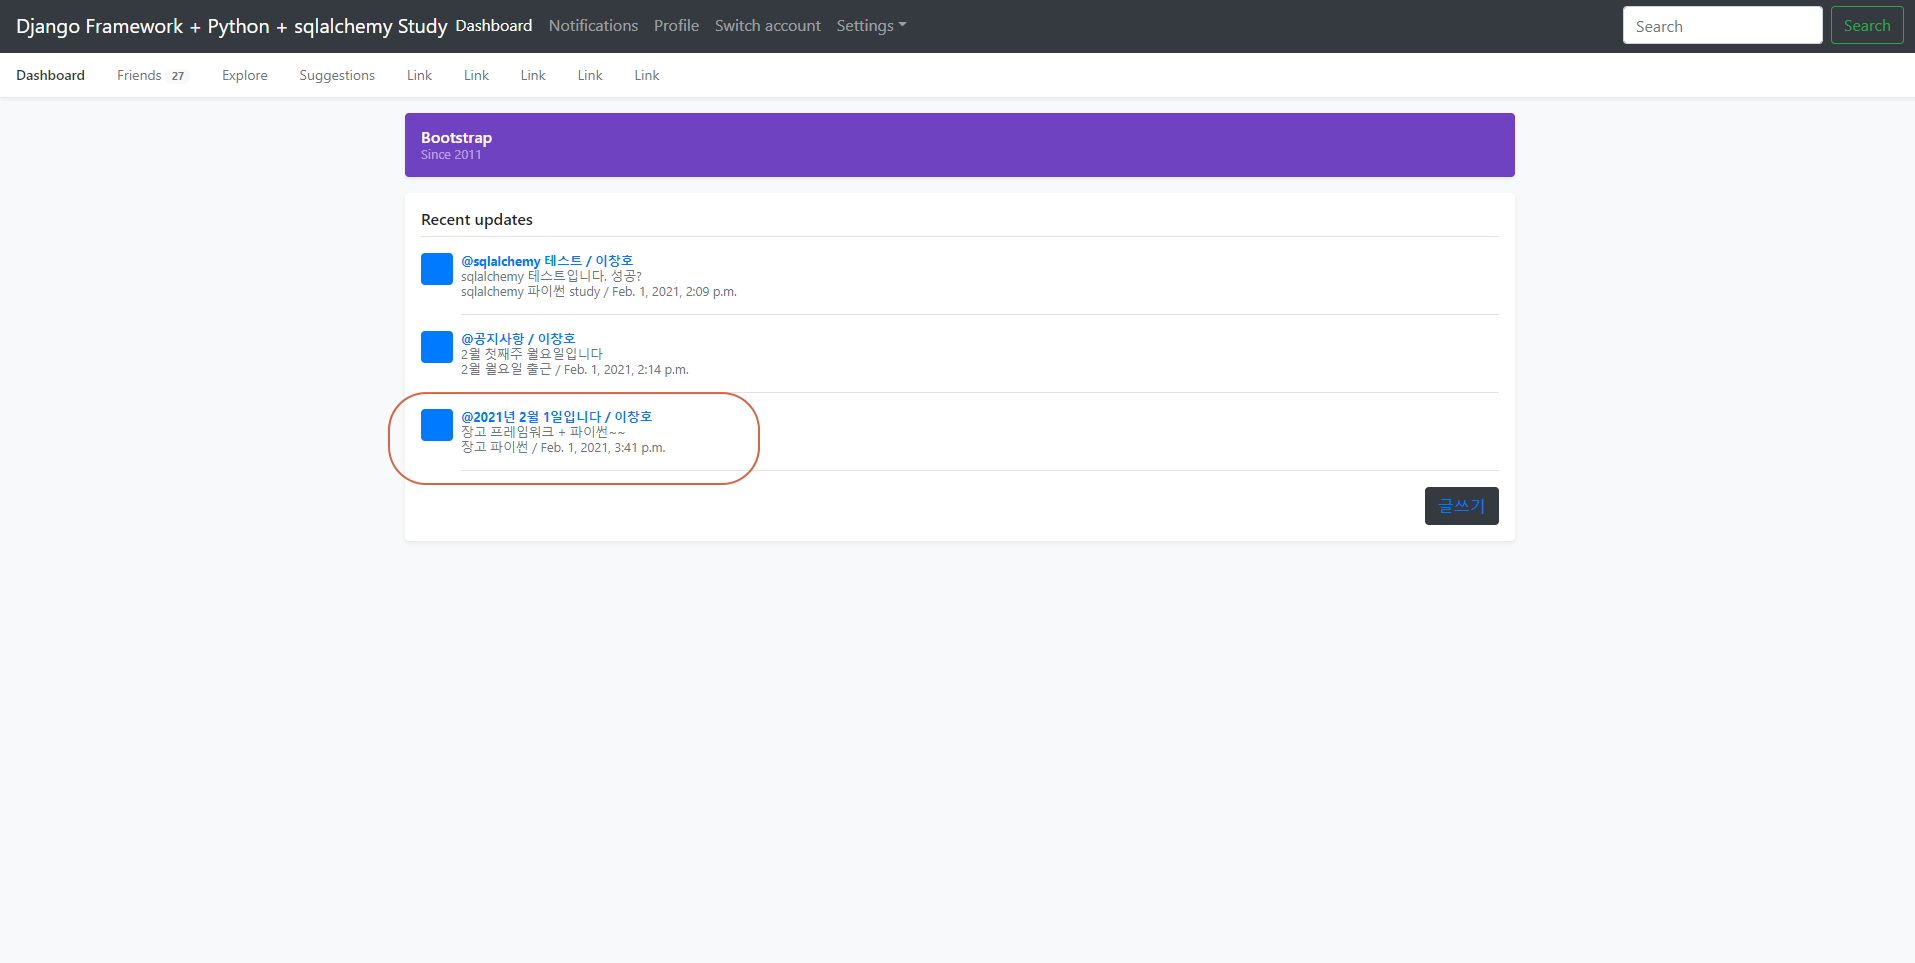 Django Framework + Python + sqlalchemy Study Dashboard Notifications Profile Switch account Settings Search Search
Dashboard Friends 27 Explore Suggestions Link Link Link Link Link
Bootstrap
Since 2011
Recent updates
@sqlalchemy 테스트 / 이창호
sqlalchemy 테스트입니다. 성공?
sqlalchemy 파이썬 study / Feb. 1, 2021, 2:09 p.m.
@공지사항 / 이창호
2월 첫째주 월요일입니다
2월 월요일 출근 / Feb. 1, 2021, 2:14 p.m.
@2021년 2월 1일입니다 / 이창호
장고 프레임워크 + 파이썬~~
장고 파이썬 / Feb. 1, 2021, 3:41 p.m.
글쓰기